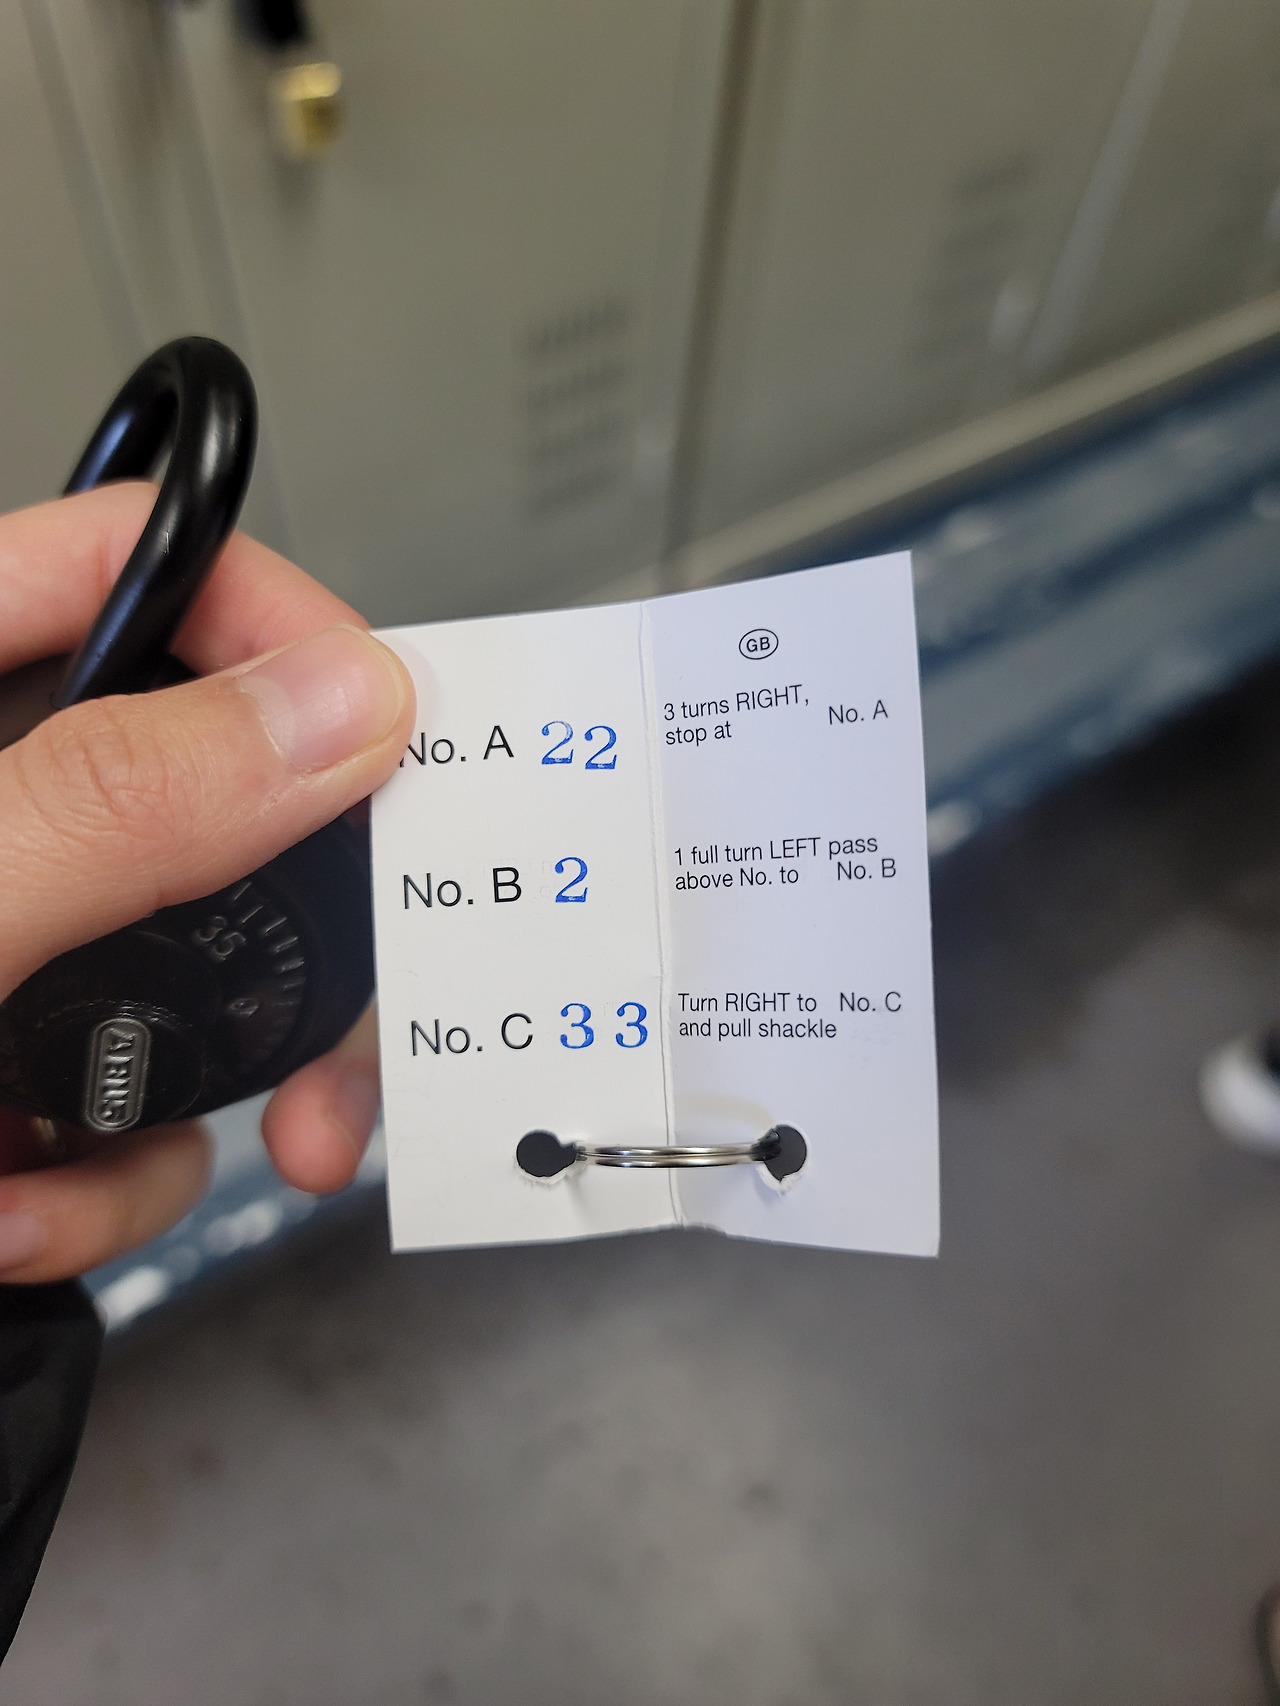 No. A 22
No. B 2
No. C 33
GB
3 turns RIGHT,
stop at No. A
1 full turn LEFT pass
above No. to No. B
Turn RIGHT to No. C
and pull shackle
35
0
ABUS